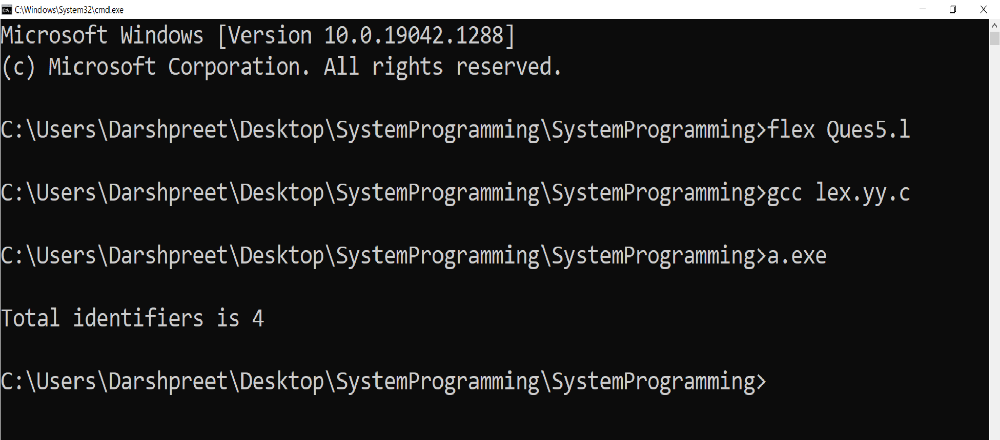 C:\Windows\System32\cmd.exe
Microsoft Windows [Version 10.0.19042.1288]
(c) Microsoft Corporation. All rights reserved.
C:\Users\Darshpreet\Desktop\SystemProgramming\SystemProgramming>flex Ques5.l
C:\Users\Darshpreet\Desktop\SystemProgramming\SystemProgramming>gcc lex.yy.c
C:\Users\Darshpreet\Desktop\SystemProgramming\SystemProgramming>a.exe
Total identifiers is 4
C:\Users\Darshpreet\Desktop\SystemProgramming\SystemProgramming>